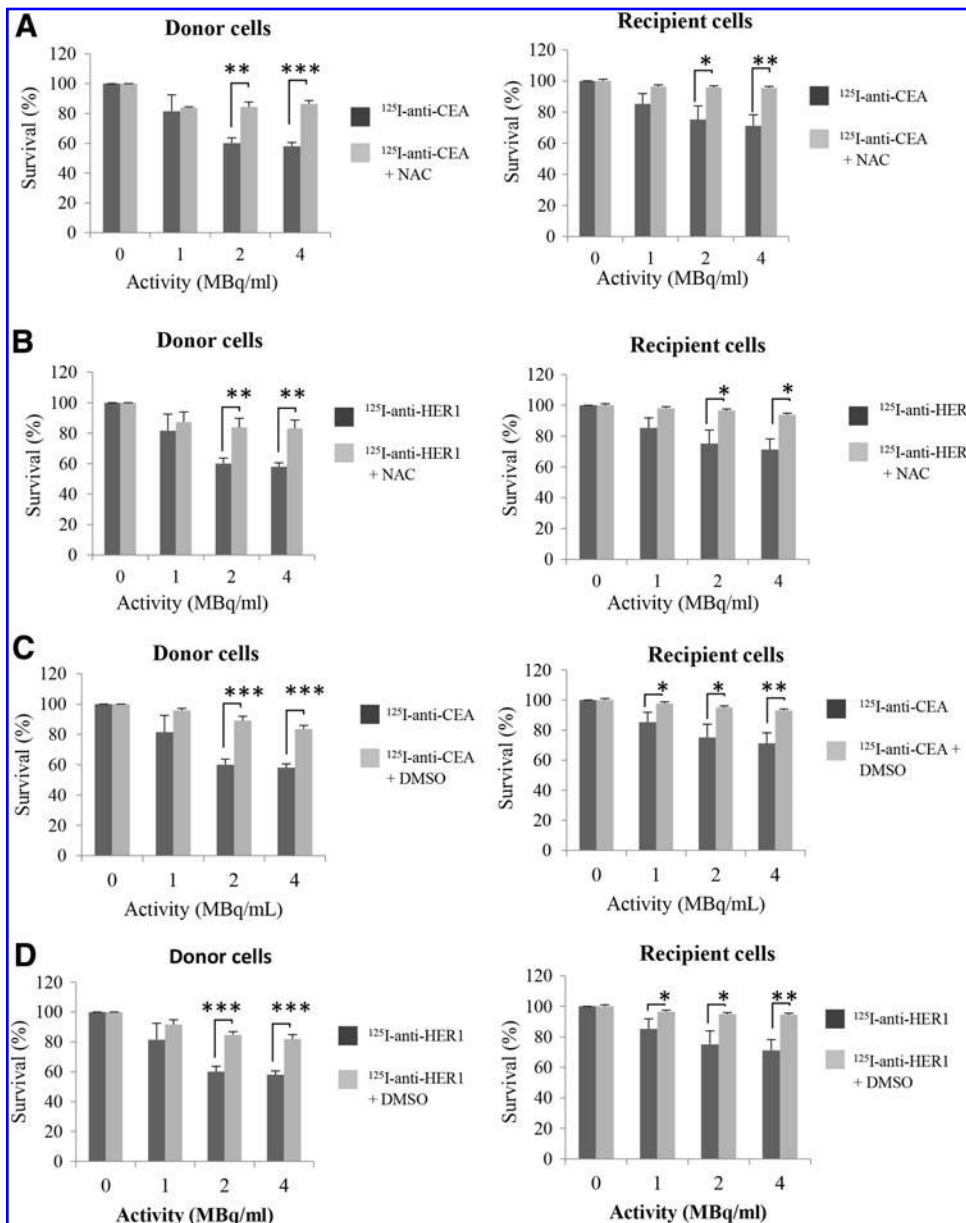 A
Donor cells
120
100
80
60
40
20
0
Survival (%)
** ***
0 1 2 4
Activity (MBq/ml)
¹²⁵I-anti-CEA
¹²⁵I-anti-CEA
+ NAC
Recipient cells
120
100
80
60
40
20
0
Survival (%)
* **
0 1 2 4
Activity (MBq/ml)
¹²⁵I-anti-CEA
¹²⁵I-anti-CEA
+ NAC
B
Donor cells
120
100
80
60
40
20
0
Survival (%)
** **
0 1 2 4
Activity (MBq/ml)
¹²⁵I-anti-HER1
¹²⁵I-anti-HER1
+ NAC
Recipient cells
120
100
80
60
40
20
0
Survival (%)
* *
0 1 2 4
Activity (MBq/ml)
¹²⁵I-anti-HER
¹²⁵I-anti-HER
+ NAC
C
Donor cells
120
100
80
60
40
20
0
Survival (%)
*** ***
0 1 2 4
Activity (MBq/mL)
¹²⁵I-anti-CEA
¹²⁵I-anti-CEA
+ DMSO
Recipient cells
120
100
80
60
40
20
0
Survival (%)
* * **
0 1 2 4
Activity (MBq/mL)
¹²⁵I-anti-CEA
¹²⁵I-anti-CEA +
DMSO
D
Donor cells
120
100
80
60
40
20
0
Survival (%)
*** ***
0 1 2 4
Activity (MBq/ml)
¹²⁵I-anti-HER1
¹²⁵I-anti-HER1
+ DMSO
Recipient cells
120
100
80
60
40
20
0
Survival (%)
* * **
0 1 2 4
Activity (MBq/ml)
¹²⁵I-anti-HER1
¹²⁵I-anti-HER1
+ DMSO